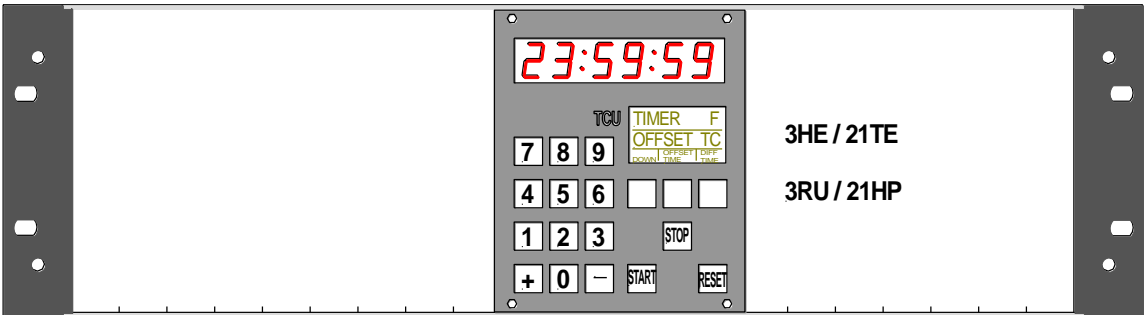 23:59:59
TCU
TIMER F
OFFSET TC
DOWN OFFSET TIME DIFF TIME
7 8 9
4 5 6
1 2 3 STOP
+ 0 — START RESET
3HE / 21TE
3RU / 21HP